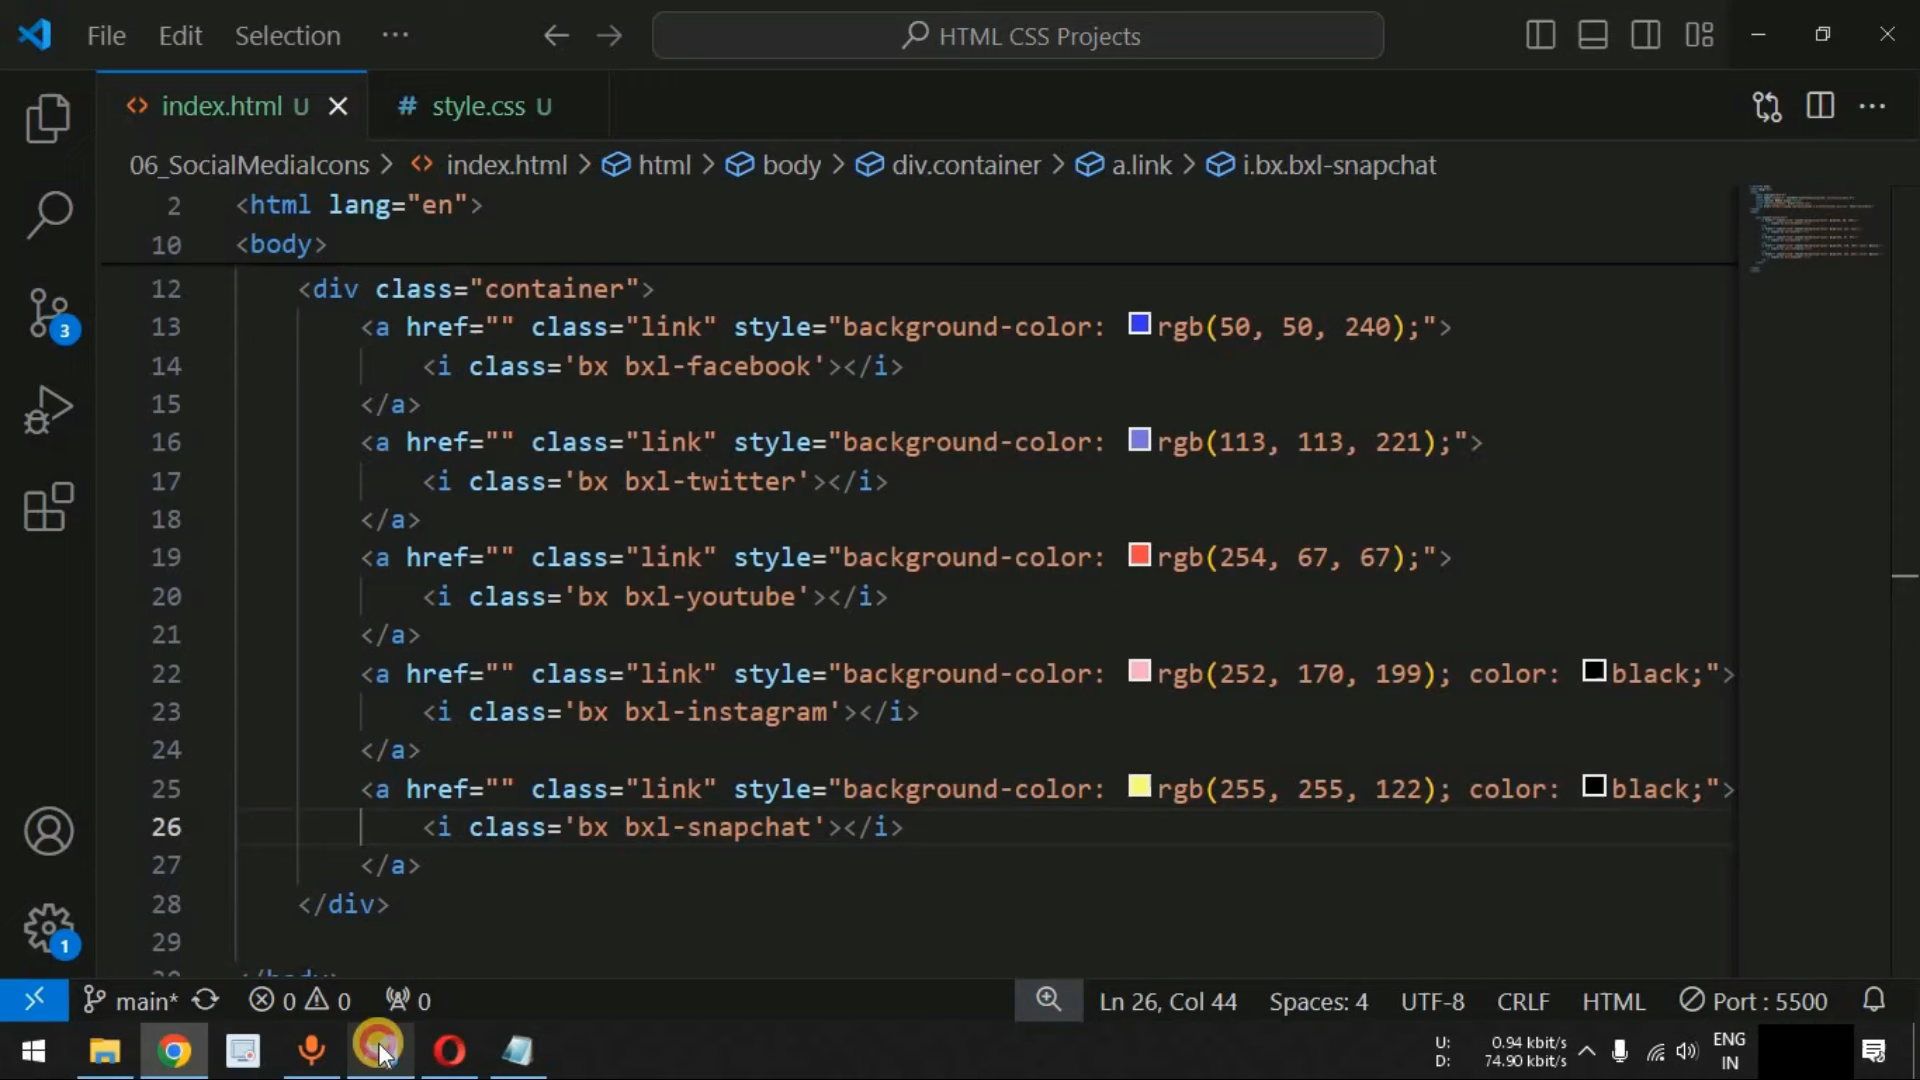 File Edit Selection ··· HTML CSS Projects
index.html U # style.css U
06_SocialMediaIcons > index.html > html > body > div.container > a.link > i.bx.bxl-snapchat
2 <html lang="en">
10 <body>
12 <div class="container">
13 <a href="" class="link" style="background-color: rgb(50, 50, 240);">
14 <i class='bx bxl-facebook'></i>
15 </a>
16 <a href="" class="link" style="background-color: rgb(113, 113, 221);">
17 <i class='bx bxl-twitter'></i>
18 </a>
19 <a href="" class="link" style="background-color: rgb(254, 67, 67);">
20 <i class='bx bxl-youtube'></i>
21 </a>
22 <a href="" class="link" style="background-color: rgb(252, 170, 199); color: black;">
23 <i class='bx bxl-instagram'></i>
24 </a>
25 <a href="" class="link" style="background-color: rgb(255, 255, 122); color: black;">
26 <i class='bx bxl-snapchat'></i>
27 </a>
28 </div>
29
3
1
main* 0 0 0 Ln 26, Col 44 Spaces: 4 UTF-8 CRLF HTML Port : 5500
U: 0.94 kbit/s
D: 74.90 kbit/s
ENG
IN